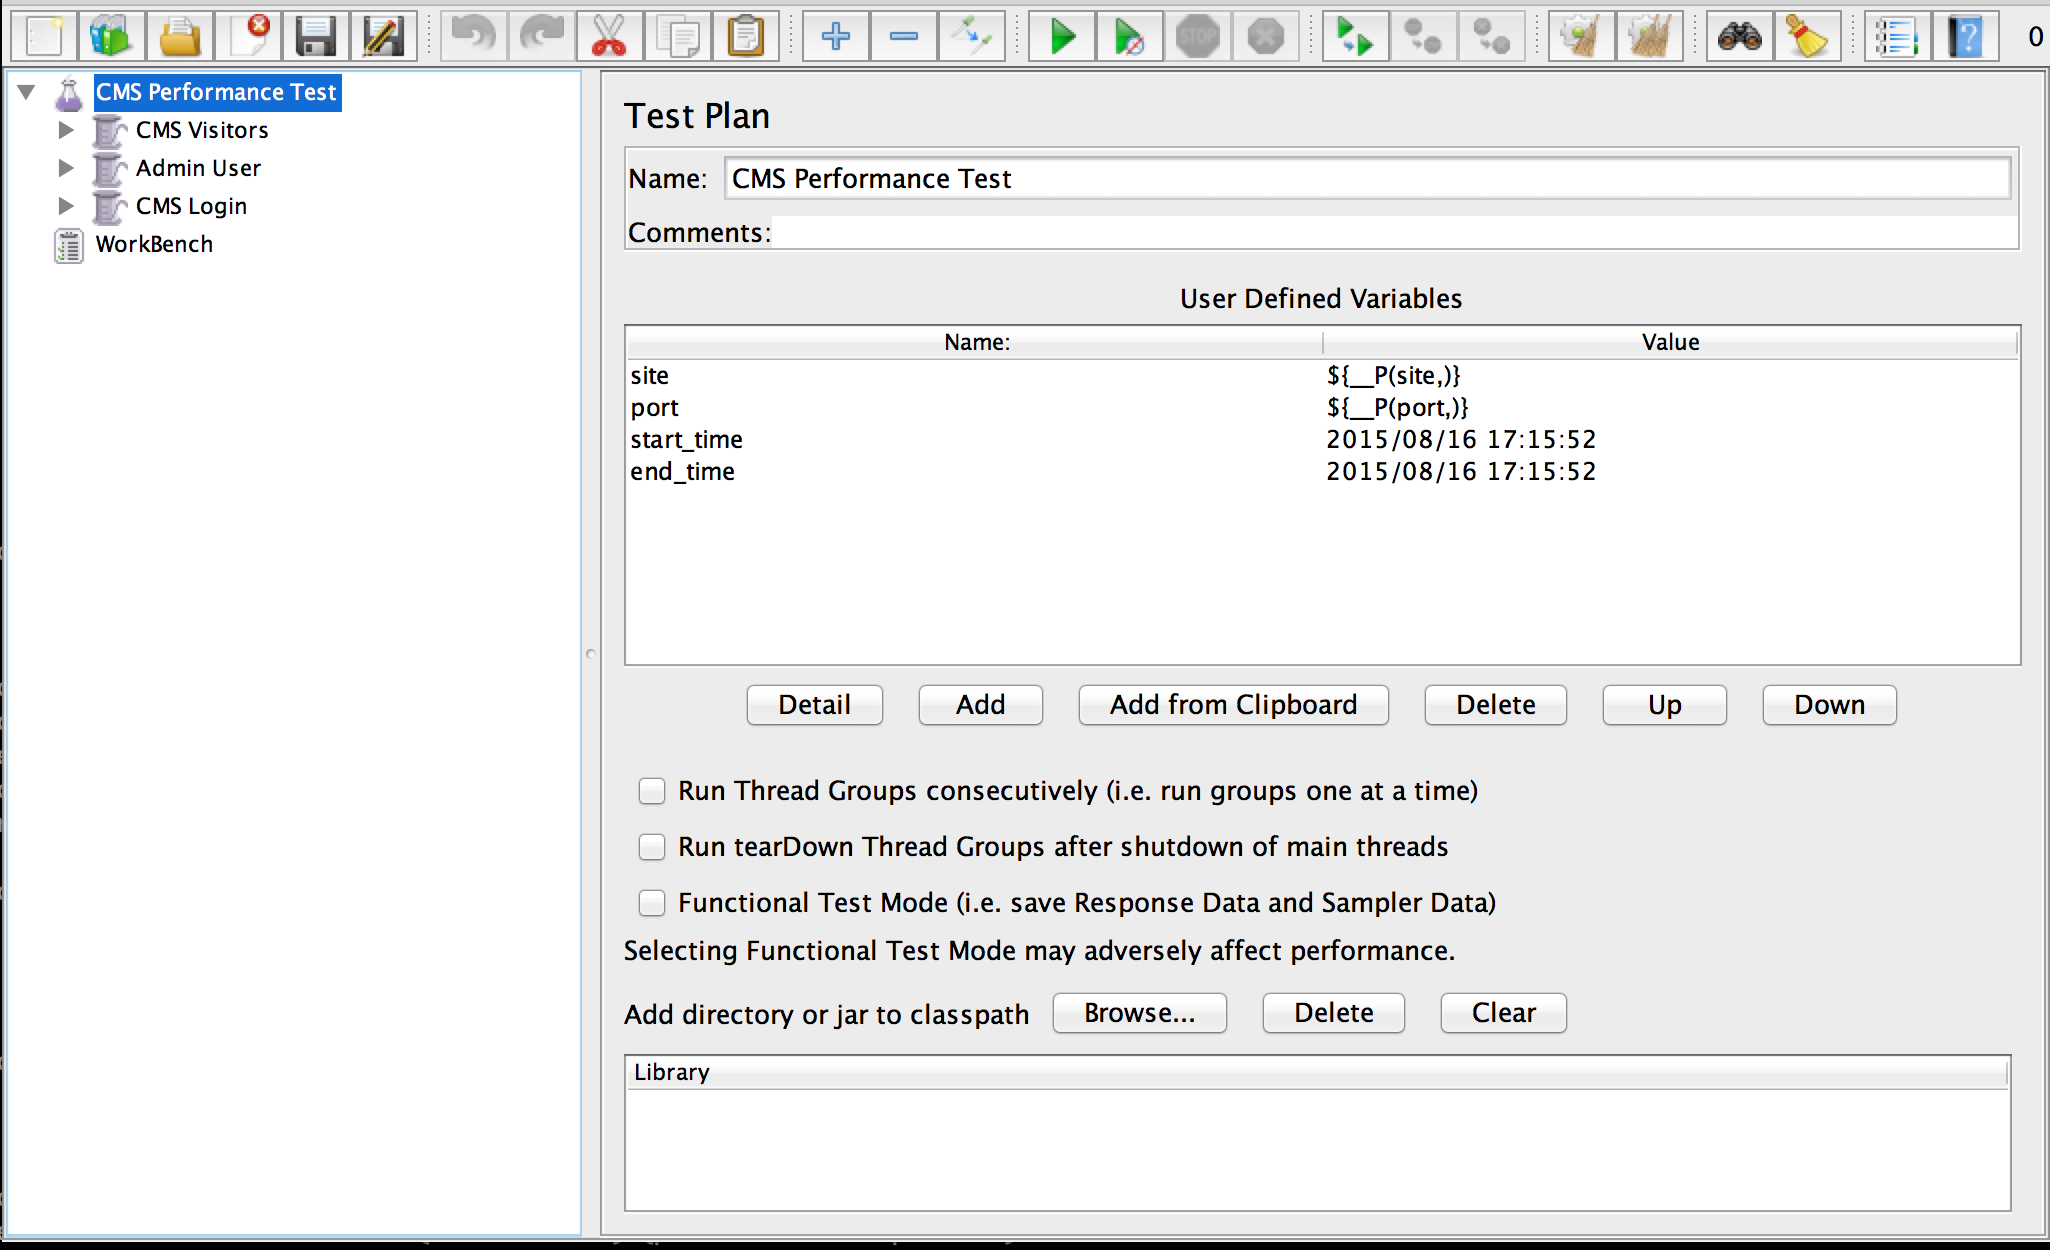 STOP
0
CMS Performance Test
CMS Visitors
Admin User
CMS Login
WorkBench
Test Plan
Name: CMS Performance Test
Comments:
User Defined Variables
Name: Value
site ${__P(site,)}
port ${__P(port,)}
start_time 2015/08/16 17:15:52
end_time 2015/08/16 17:15:52
Detail Add Add from Clipboard Delete Up Down
Run Thread Groups consecutively (i.e. run groups one at a time)
Run tearDown Thread Groups after shutdown of main threads
Functional Test Mode (i.e. save Response Data and Sampler Data)
Selecting Functional Test Mode may adversely affect performance.
Add directory or jar to classpath Browse... Delete Clear
Library